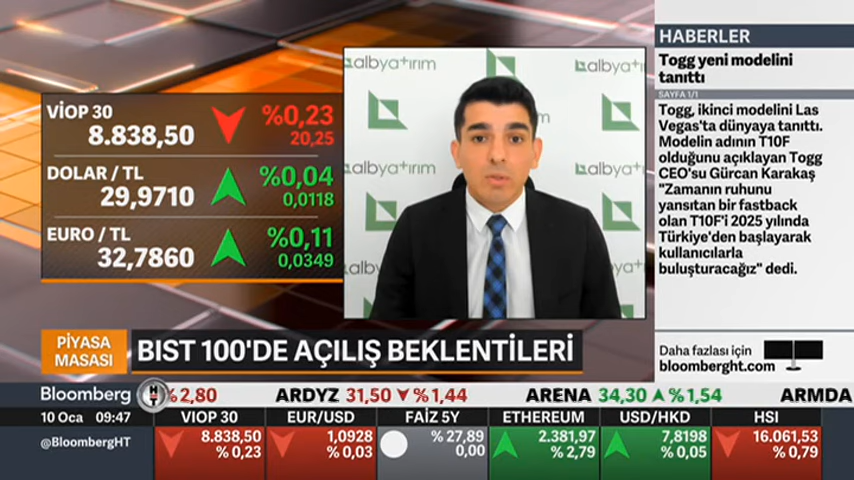 VİOP 30
%0,23
8.838,50
20,25
DOLAR / TL
%0,04
29,9710
0,0118
EURO / TL
%0,11
32,7860
0,0349
albyatırım
albyatırım
albyatırım
albyatırım
albyatırım
HABERLER
Togg yeni modelini
tanıttı
SAYFA 1/1
Togg, ikinci modelini Las
Vegas'ta dünyaya tanıttı.
Modelin adının T10F
olduğunu açıklayan Togg
CEO'su Gürcan Karakaş
"Zamanın ruhunu
yansıtan bir fastback
olan T10F'i 2025 yılında
Türkiye'den başlayarak
kullanıcılarla
buluşturacağız" dedi.
Daha fazlası için
bloomberght.com
PİYASA
MASASI
BIST 100'DE AÇILIŞ BEKLENTİLERİ
Bloomberg HT %2,80 ARDYZ 31,50 %1,44 ARENA 34,30 %1,54 ARMDA
10 Oca 09:47
@BloombergHT
VIOP 30
8.838,50
% 0,23
EUR/USD
1,0928
% 0,03
FAİZ 5Y
% 27,89
0,00
ETHEREUM
2.381,97
% 2,79
USD/HKD
7,8198
% 0,05
HSI
16.061,53
% 0,79